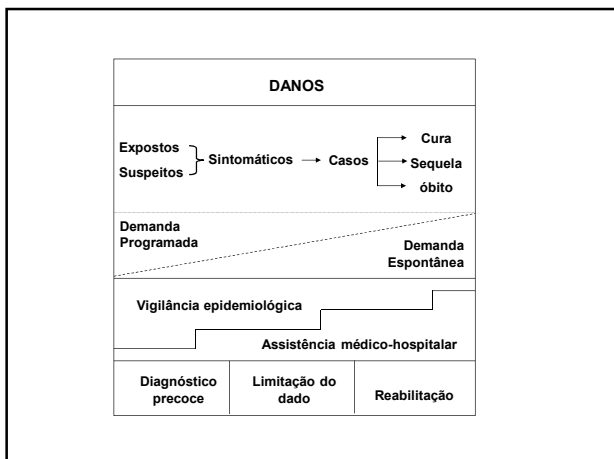 DANOS
Expostos
Suspeitos
Sintomáticos
Casos
Cura
Sequela
óbito
Demanda
Programada
Demanda
Espontânea
Vigilância epidemiológica
Assistência médico-hospitalar
Diagnóstico
precoce
Limitação do
dado
Reabilitação